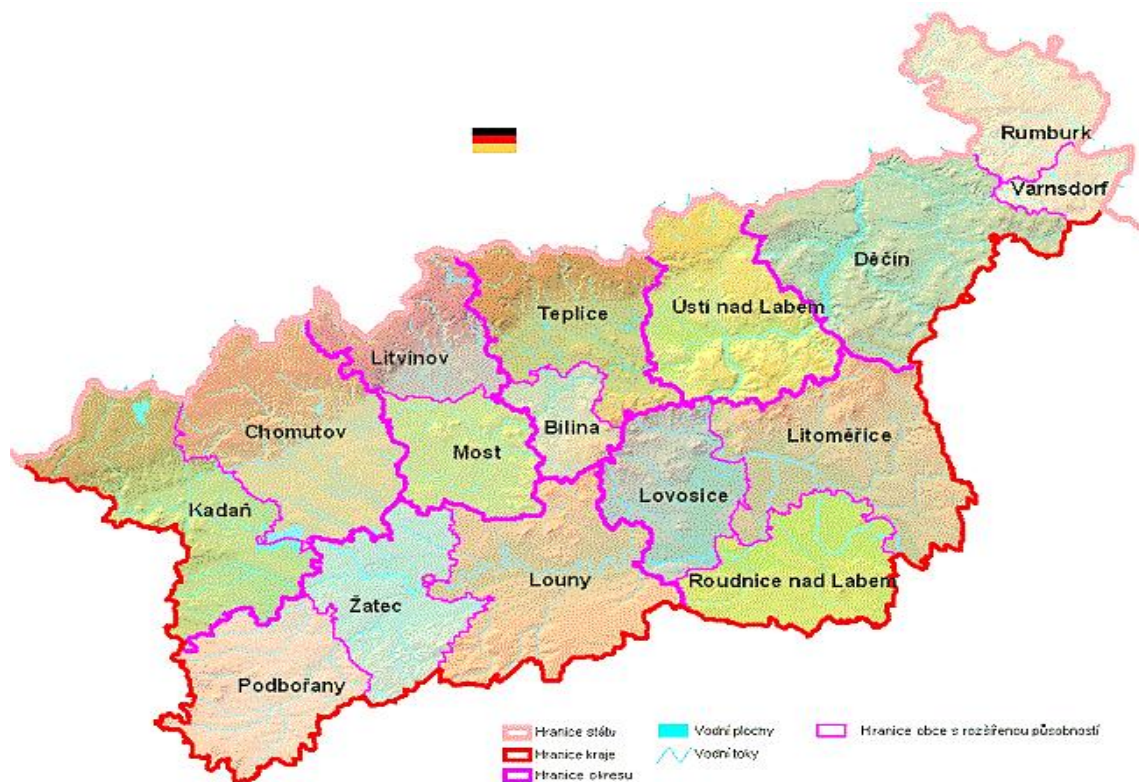 Rumburk
Varnsdorf
Děčín
Ústí nad Labem
Teplice
Litvínov
Chomutov
Most
Bílina
Litoměřice
Lovosice
Kadaň
Louny
Roudnice nad Labem
Žatec
Podbořany
Hranice státu
Vodní plochy
Hranice obce s rozšířenou působností
Hranice kraje
Vodní toky
Hranice okresu